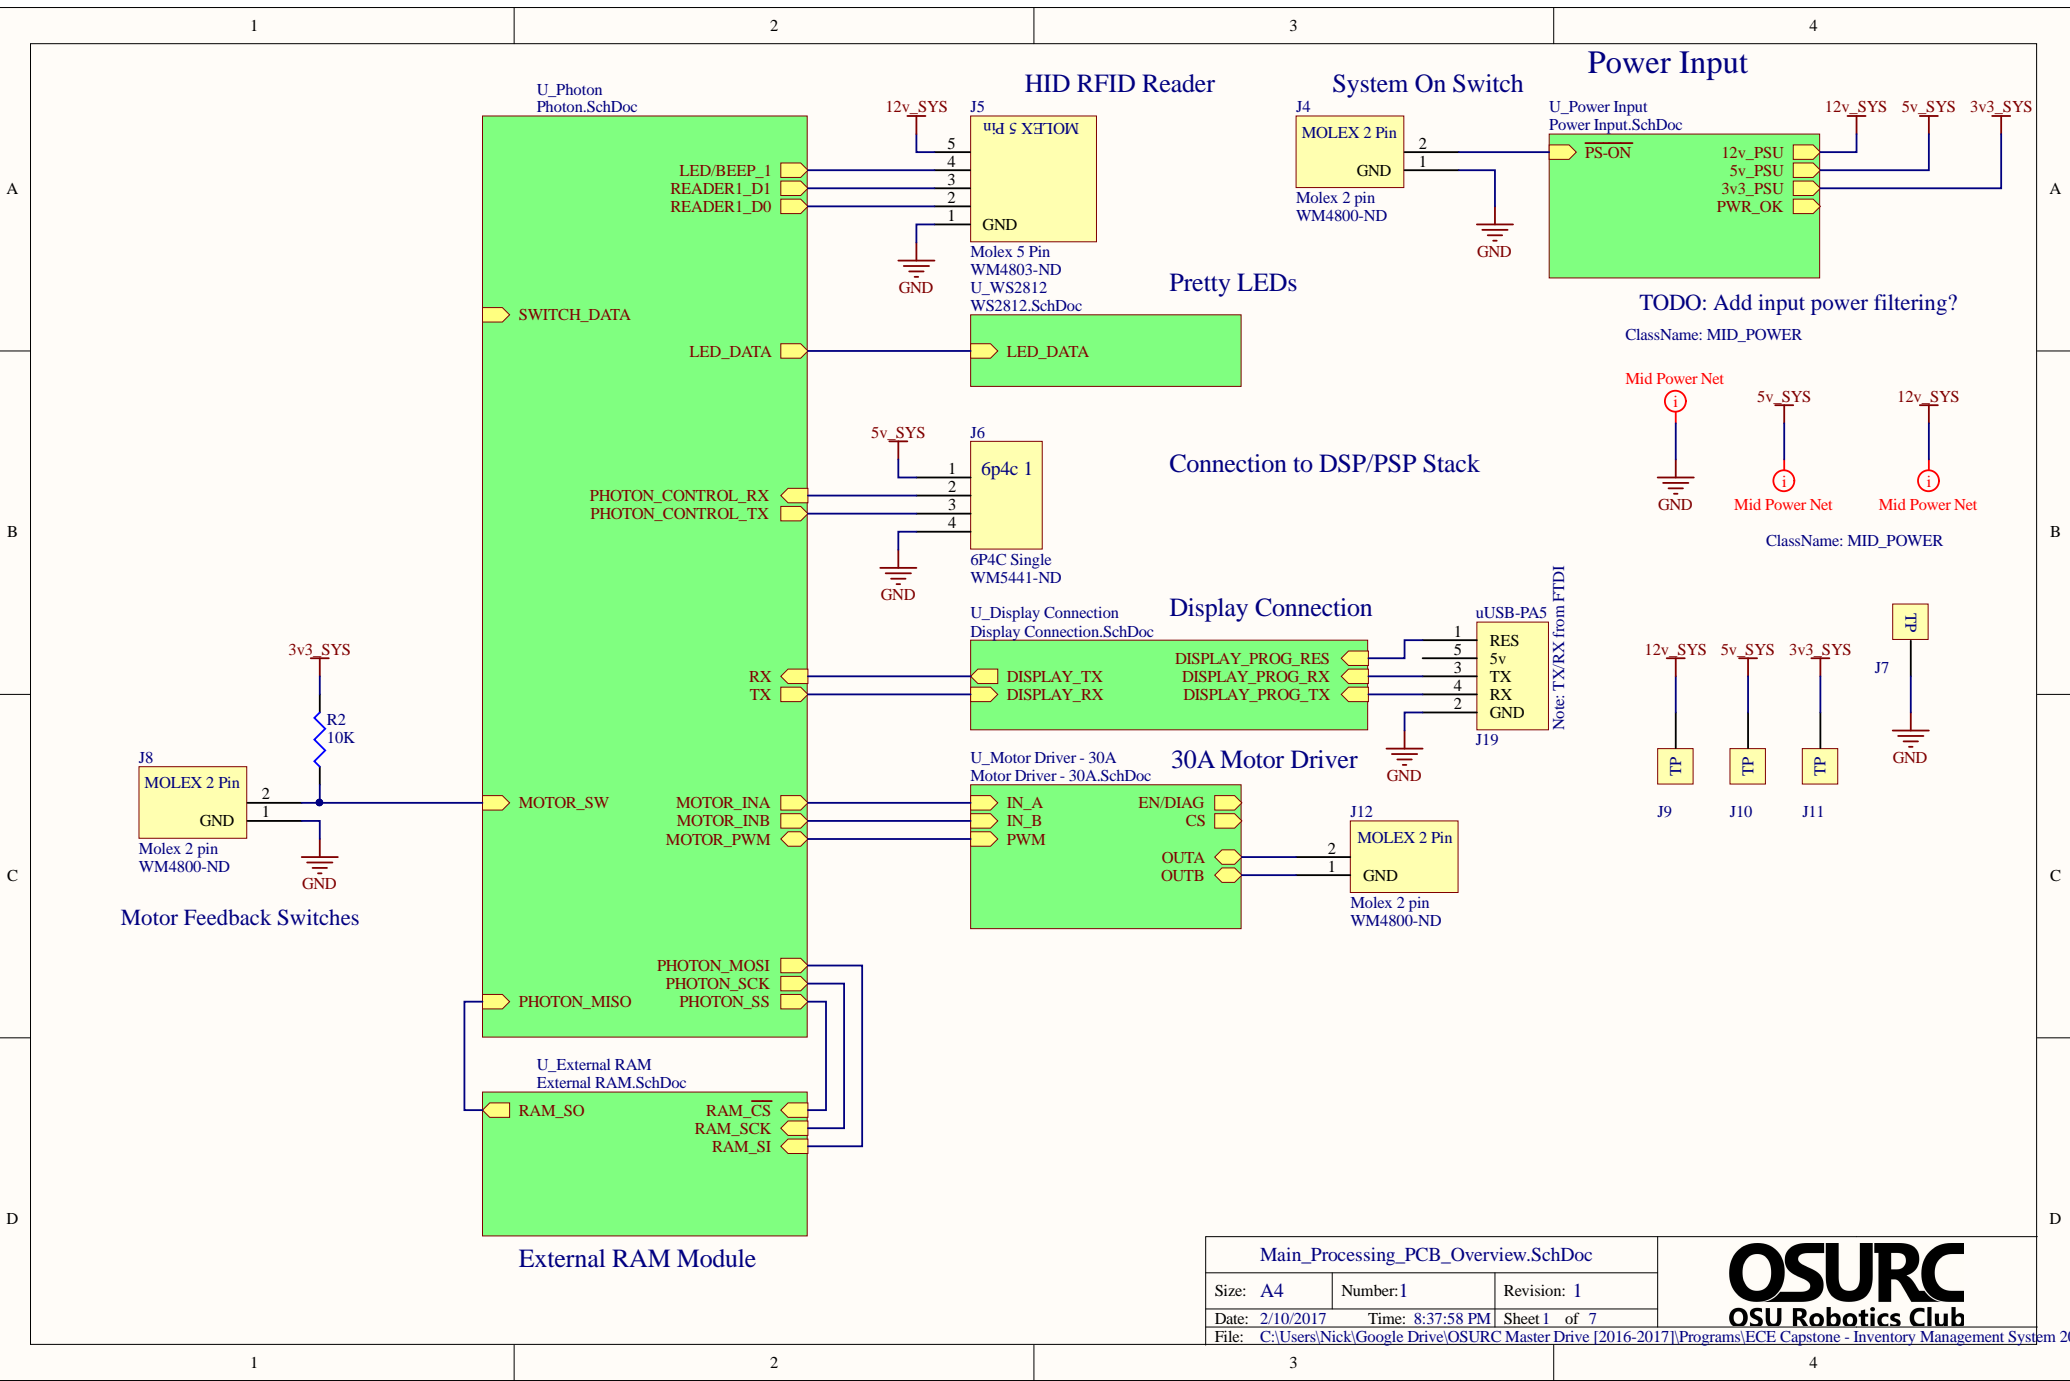 1
2
3
4
A
B
C
D
A
B
C
D
1
2
3
4
U_Photon
Photon.SchDoc
LED/BEEP_1
READER1_D1
READER1_D0
SWITCH_DATA
LED_DATA
PHOTON_CONTROL_RX
PHOTON_CONTROL_TX
RX
TX
MOTOR_SW
MOTOR_INA
MOTOR_INB
MOTOR_PWM
PHOTON_MOSI
PHOTON_SCK
PHOTON_MISO
PHOTON_SS
HID RFID Reader
12v_SYS
J5
MOLEX 5 Pin
5
4
3
2
1
GND
GND
Molex 5 Pin
WM4803-ND
U_WS2812
WS2812.SchDoc
Pretty LEDs
LED_DATA
System On Switch
J4
MOLEX 2 Pin
2
1
GND
Molex 2 pin
WM4800-ND
GND
Power Input
U_Power Input
Power Input.SchDoc
PS-ON
12v_PSU
5v_PSU
3v3_PSU
PWR_OK
12v_SYS
5v_SYS
3v3_SYS
TODO: Add input power filtering?
ClassName: MID_POWER
Mid Power Net
i
GND
5v_SYS
i
Mid Power Net
12v_SYS
i
Mid Power Net
ClassName: MID_POWER
5v_SYS
J6
6p4c 1
1
2
3
4
GND
6P4C Single
WM5441-ND
Connection to DSP/PSP Stack
Display Connection
U_Display Connection
Display Connection.SchDoc
DISPLAY_TX
DISPLAY_RX
DISPLAY_PROG_RES
DISPLAY_PROG_RX
DISPLAY_PROG_TX
uUSB-PA5
1
5
3
4
2
RES
5v
TX
RX
GND
J19
GND
Note: TX/RX from FTDI
12v_SYS
5v_SYS
3v3_SYS
TP
TP
TP
J9
J10
J11
TP
J7
GND
3v3_SYS
R2
10K
J8
MOLEX 2 Pin
2
1
GND
Molex 2 pin
WM4800-ND
GND
Motor Feedback Switches
30A Motor Driver
U_Motor Driver - 30A
Motor Driver - 30A.SchDoc
IN_A
IN_B
PWM
EN/DIAG
CS
OUTA
OUTB
J12
MOLEX 2 Pin
2
1
GND
Molex 2 pin
WM4800-ND
U_External RAM
External RAM.SchDoc
RAM_SO
RAM_CS
RAM_SCK
RAM_SI
External RAM Module
Main_Processing_PCB_Overview.SchDoc
Size: A4 Number:1 Revision: 1
Date: 2/10/2017 Time: 8:37:58 PM Sheet 1 of 7
File: C:\Users\Nick\Google Drive\OSURC Master Drive [2016-2017]\Programs\ECE Capstone - Inventory Management System 20
OSURC
OSU Robotics Club